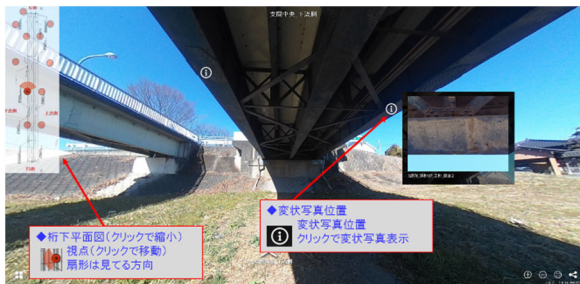 支間中央_下流側
◆桁下平面図(クリックで縮小)
視点(クリックで移動)
扇形は見てる方向
◆変状写真位置
変状写真位置
クリックで変状写真表示